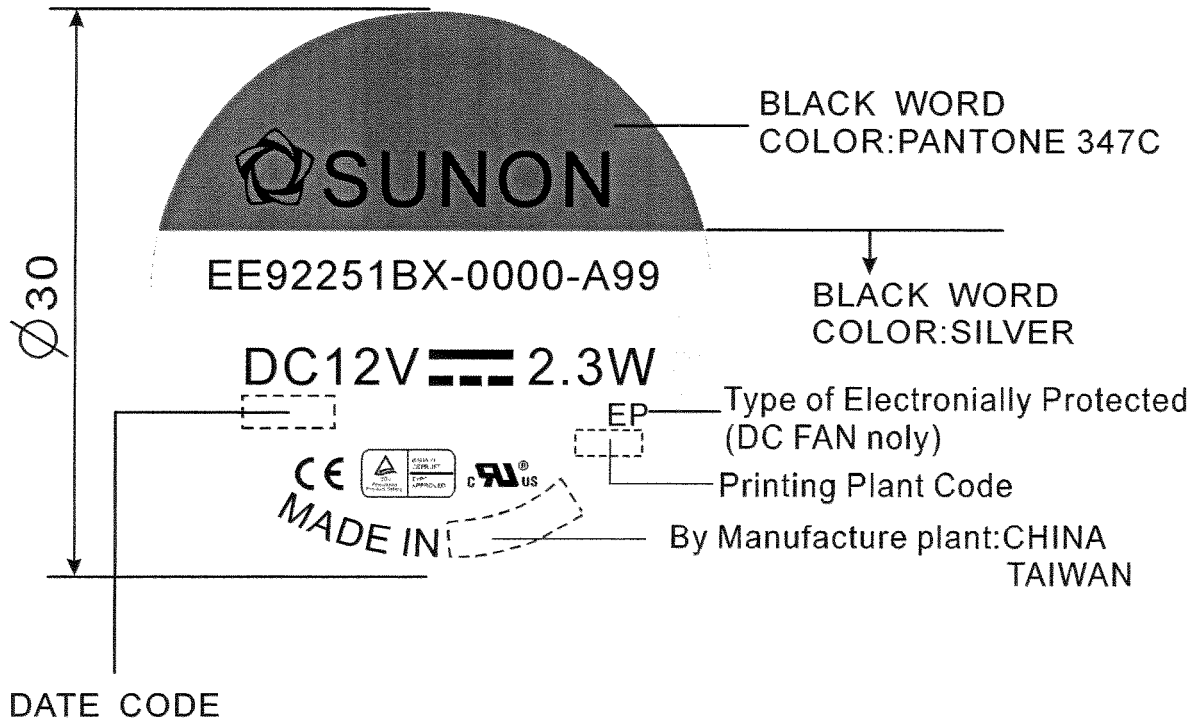 BLACK WORD
COLOR:PANTONE 347C
SUNON
EE92251BX-0000-A99
BLACK WORD
COLOR:SILVER
Ø30
DC12V 2.3W
EP
Type of Electronially Protected
(DC FAN noly)
Printing Plant Code
CE
c RU ® US
MADE IN
By Manufacture plant:CHINA
TAIWAN
DATE CODE